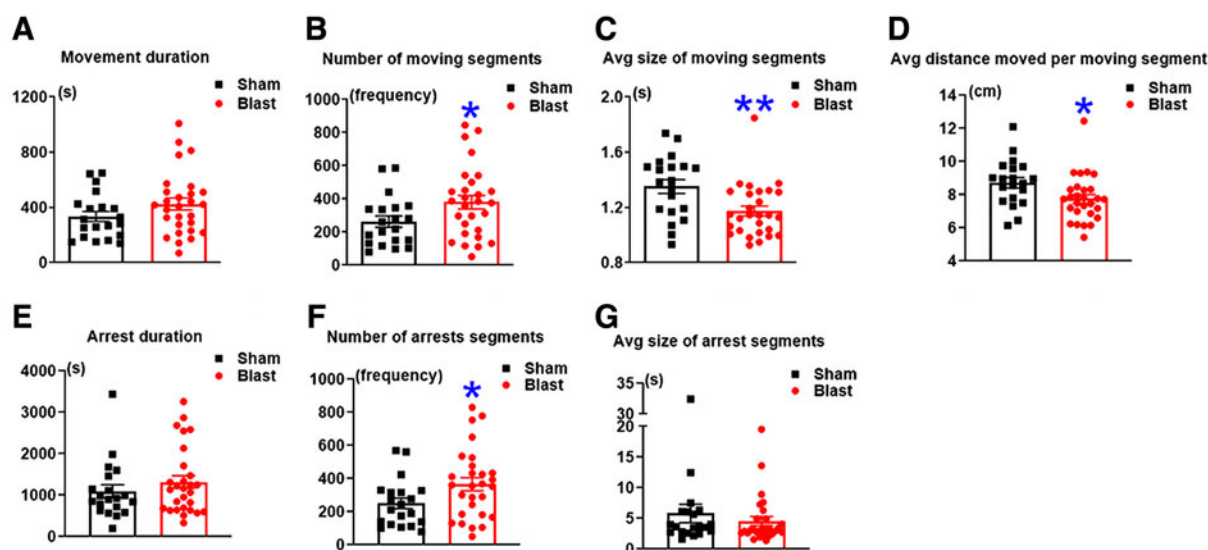 A
Movement duration
(s)
Sham
Blast
1200
800
400
0
B
Number of moving segments
(frequency)
Sham
Blast
*
1000
800
600
400
200
0
C
Avg size of moving segments
(s)
Sham
Blast
**
2.0
1.6
1.2
0.8
D
Avg distance moved per moving segment
(cm)
Sham
Blast
*
14
12
10
8
6
4
E
Arrest duration
(s)
Sham
Blast
4000
3000
2000
1000
0
F
Number of arrests segments
(frequency)
Sham
Blast
*
1000
800
600
400
200
0
G
Avg size of arrest segments
(s)
Sham
Blast
35
30
20
15
10
5
0